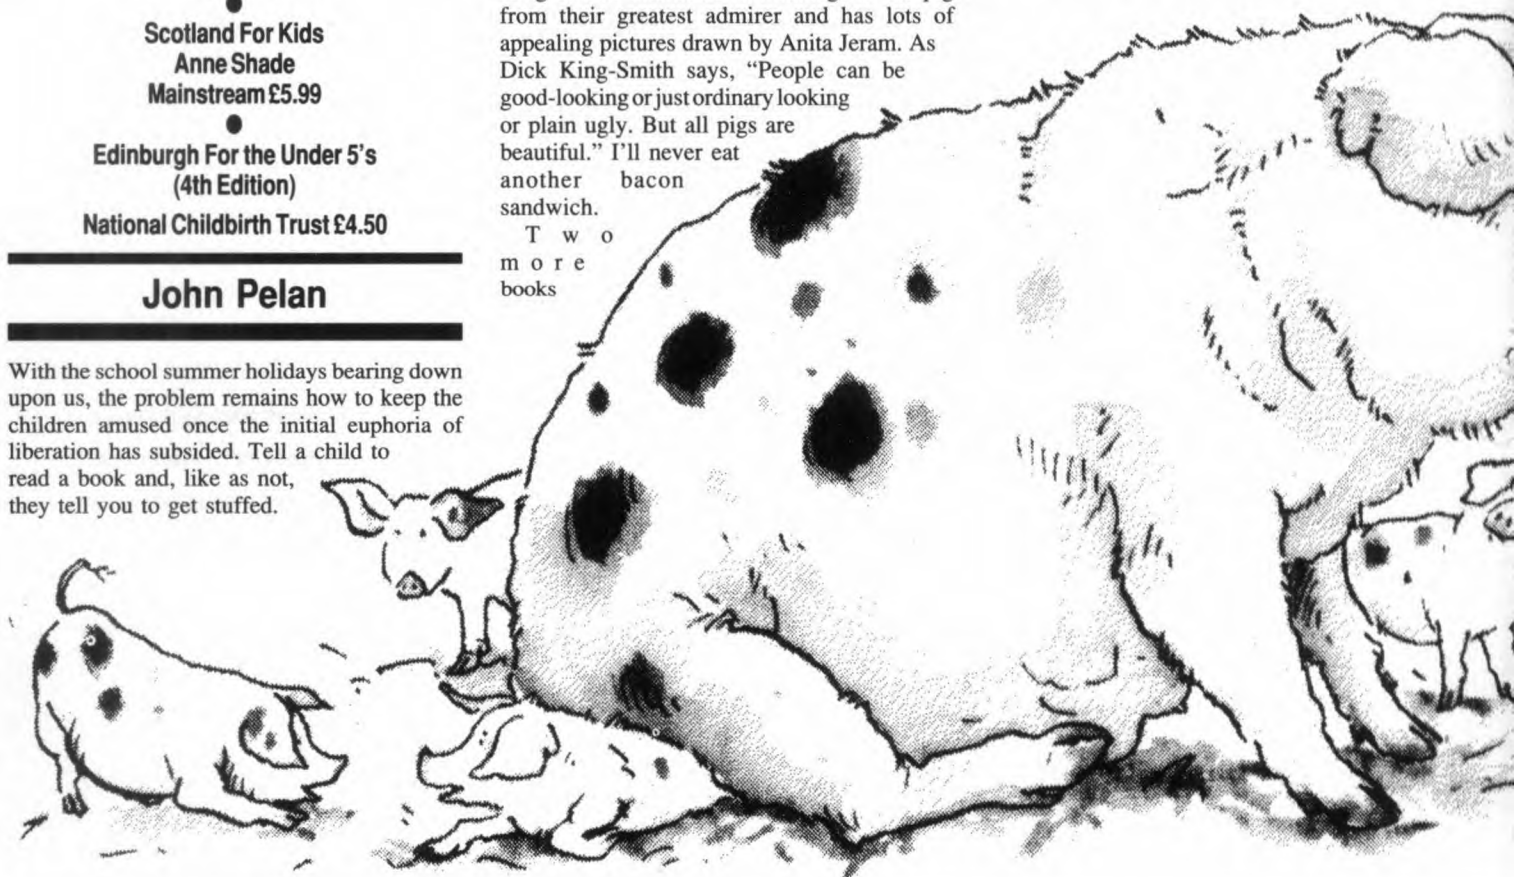 ●
Scotland For Kids
Anne Shade
Mainstream £5.99
●
Edinburgh For the Under 5's
(4th Edition)
National Childbirth Trust £4.50
John Pelan
With the school summer holidays bearing down
upon us, the problem remains how to keep the
children amused once the initial euphoria of
liberation has subsided. Tell a child to
read a book and, like as not,
they tell you to get stuffed.
from their greatest admirer and has lots of
appealing pictures drawn by Anita Jeram. As
Dick King-Smith says, “People can be
good-looking or just ordinary looking
or plain ugly. But all pigs are
beautiful.” I'll never eat
another bacon
sandwich.
Two
more
books